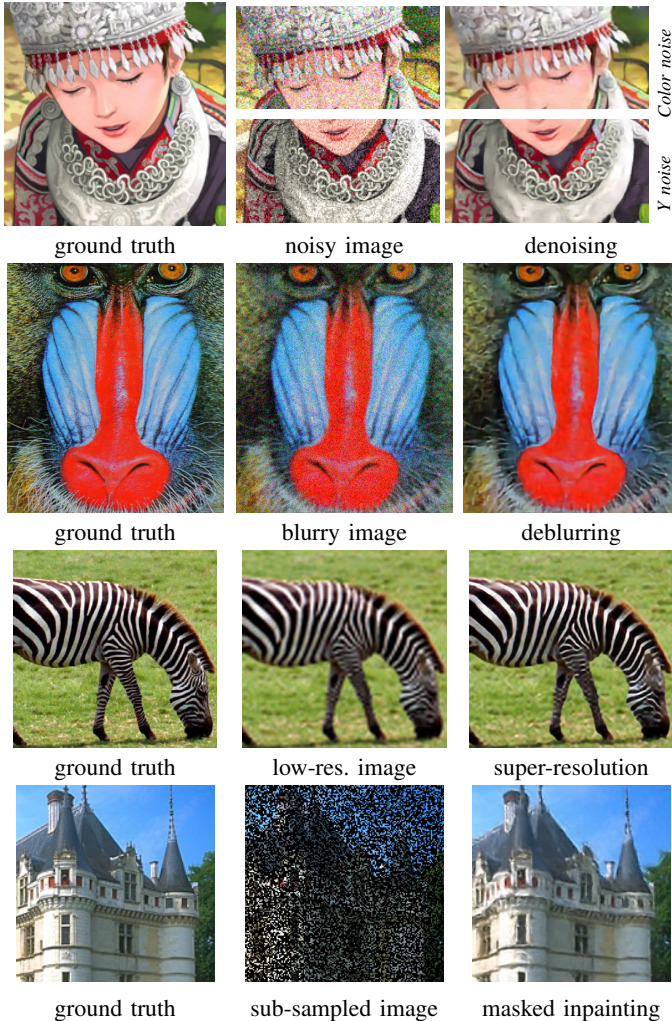 Color noise
Y noise
ground truth noisy image denoising
ground truth blurry image deblurring
ground truth low-res. image super-resolution
ground truth sub-sampled image masked inpainting